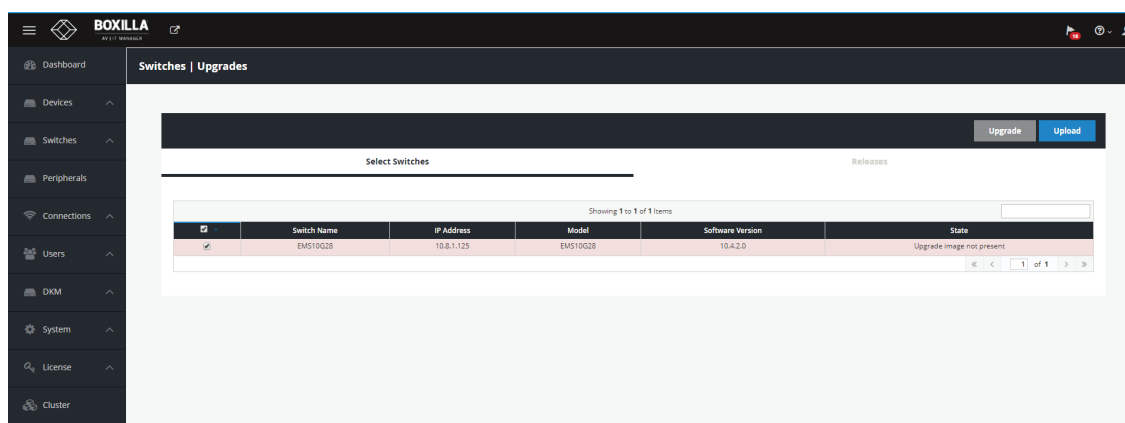 BOXILLA
AV | IT MANAGER
18
Dashboard
Switches | Upgrades
Devices
Switches
Peripherals
Connections
Users
DKM
System
License
Cluster
Upgrade Upload
Select Switches Releases
Showing 1 to 1 of 1 Items
Switch Name IP Address Model Software Version State
EMS10G28 10.8.1.125 EMS10G28 10.4.2.0 Upgrade image not present
« < 1 of 1 > »